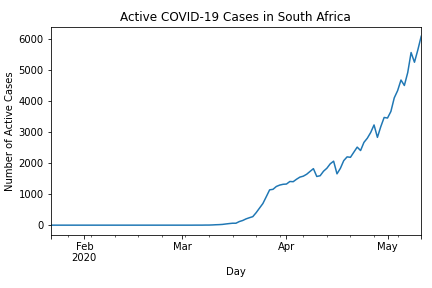 Active COVID-19 Cases in South Africa
Number of Active Cases
6000
5000
4000
3000
2000
1000
0
Feb Mar Apr May
2020
Day